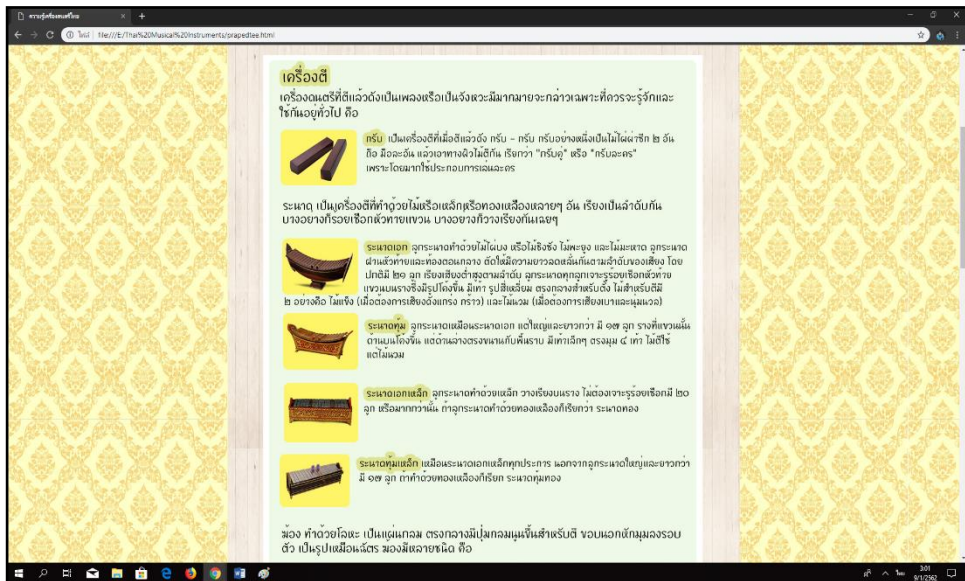 ความรู้เครื่องดนตรีไทย
ไฟล์ file:///E:/Thai%20Musical%20Instruments/prapedtee.html
เครื่องตี
เครื่องดนตรีที่ตีแล้วดังเป็นเพลงหรือเป็นจังหวะมีมากมายจะกล่าวเฉพาะที่ควรจะรู้จักและ
ใช้กันอยู่ทั่วไป คือ
กรับ เป็นเครื่องตีที่เมื่อตีแล้วดัง กรับ - กรับ กรับอย่างหนึ่งเป็นไม้ไผ่ผ่าซีก ๒ อัน
ถือ มือละอัน แล้วเอาทางผิวไม้ตีกัน เรียกว่า "กรับคู่" หรือ "กรับละคร"
เพราะโดยมากใช้ประกอบการเล่นละคร
ระนาด เป็นเครื่องตีที่ทำด้วยไม้หรือเหล็กหรือทองเหลืองหลายๆ อัน เรียงเป็นลำดับกัน
บางอย่างก็ร้อยเชือกหัวท้ายแขวน บางอย่างก็วางเรียงกันเฉยๆ
ระนาดเอก ลูกระนาดทำด้วยไม้ไผ่บง หรือไม้ชิงชัง ไม้พะยูง และไม้มะหาด ลูกระนาด
ฝานหัวท้ายและท้องตอนกลาง ตัดให้มีความยาวลดหลั่นกันตามลำดับของเสียง โดย
ปกติมี ๒๑ ลูก เรียงเสียงต่ำสูงตามลำดับ ลูกระนาดทุกลูกเจาะรูร้อยเชือกหัวท้าย
แขวนบนรางซึ่งมีรูปโค้งขึ้น มีเท้า รูปสี่เหลี่ยม ตรงกลางสำหรับตั้ง ไม้สำหรับตีมี
๒ อย่างคือ ไม้แข็ง (เมื่อต้องการเสียงดังแกร่ง กร้าว) และไม้นวม (เมื่อต้องการเสียงเบาและนุ่มนวล)
ระนาดทุ้ม ลูกระนาดเหมือนระนาดเอก แต่ใหญ่และยาวกว่า มี ๑๗ ลูก รางที่แขวนนั้น
ด้านบนโค้งขึ้น แต่ด้านล่างตรงขนานกับพื้นราบ มีเท้าเล็กๆ ตรงมุม ๔ เท้า ไม้ตีใช้
แต่ไม้นวม
ระนาดเอกเหล็ก ลูกระนาดทำด้วยเหล็ก วางเรียงบนราง ไม่ต้องเจาะรูร้อยเชือกมี ๒๐
ลูก หรือมากกว่านั้น ถ้าลูกระนาดทำด้วยทองเหลืองก็เรียกว่า ระนาดทอง
ระนาดทุ้มเหล็ก เหมือนระนาดเอกเหล็กทุกประการ นอกจากลูกระนาดใหญ่และยาวกว่า
มี ๑๗ ลูก ถ้าทำด้วยทองเหลืองก็เรียก ระนาดทุ้มทอง
ฆ้อง ทำด้วยโลหะ เป็นแผ่นกลม ตรงกลางมีปุ่มกลมนูนขึ้นสำหรับตี ขอบนอกหักมุมลงรอบ
ตัว เป็นรูปเหมือนฉัตร ฆ้องมีหลายชนิด คือ
ไทย
3:01
9/1/2562